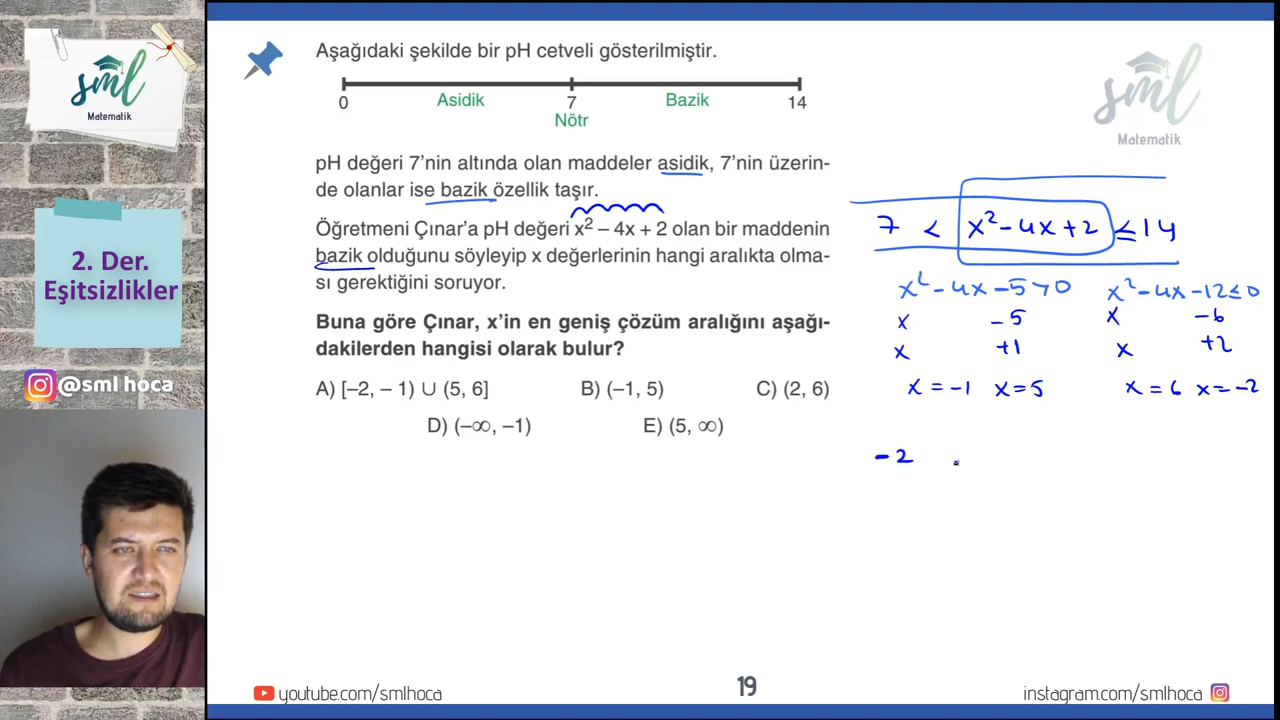 sml
Matematik
2. Der.
Eşitsizlikler
@sml hoca
Aşağıdaki şekilde bir pH cetveli gösterilmiştir.
0 Asidik 7 Bazik 14
Nötr
pH değeri 7'nin altında olan maddeler asidik, 7'nin üzerin-
de olanlar ise bazik özellik taşır.
Öğretmeni Çınar'a pH değeri x² – 4x + 2 olan bir maddenin
bazik olduğunu söyleyip x değerlerinin hangi aralıkta olma-
sı gerektiğini soruyor.
Buna göre Çınar, x'in en geniş çözüm aralığını aşağı-
dakilerden hangisi olarak bulur?
A) [–2, – 1) ∪ (5, 6] B) (–1, 5) C) (2, 6)
D) (–∞, –1) E) (5, ∞)
sml
Matematik
7 < x² - 4x + 2 ≤ 14
x² - 4x - 5 > 0 x² - 4x - 12 ≤ 0
x - 5 x - 6
x + 1 x + 2
x = -1 x = 5 x = 6 x = -2
-2
youtube.com/smlhoca
19
instagram.com/smlhoca